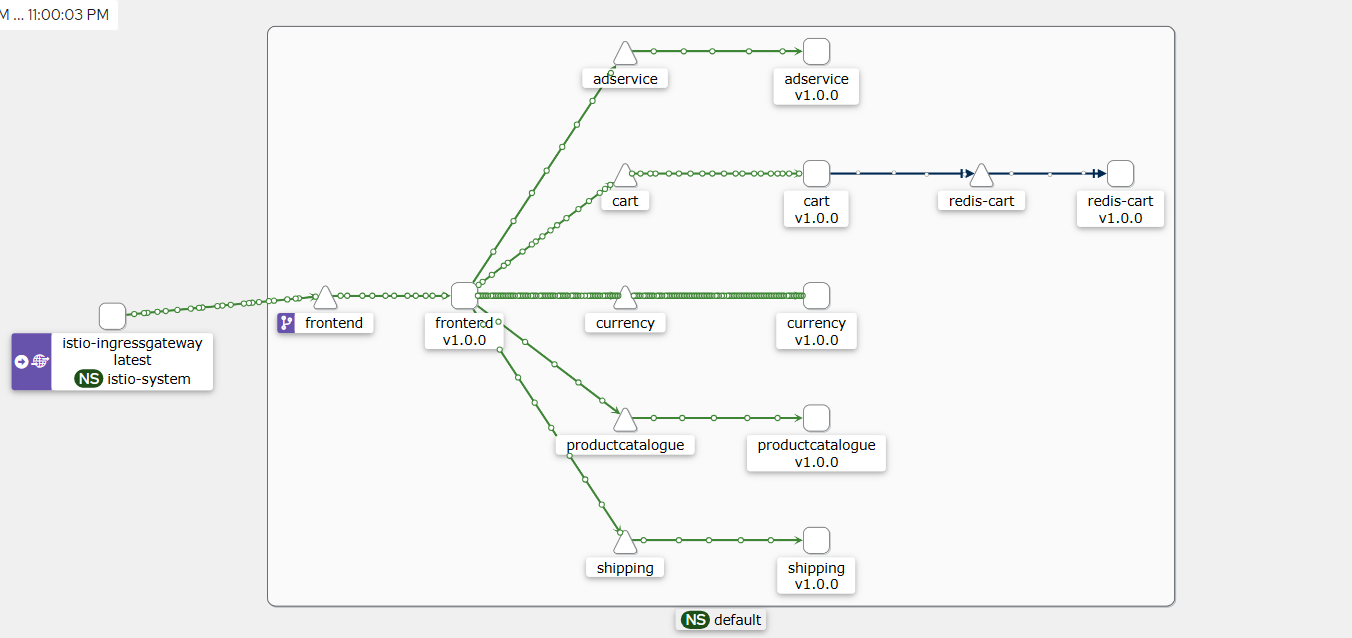 M ... 11:00:03 PM
adservice
adservice
v1.0.0
cart
cart
v1.0.0
redis-cart
redis-cart
v1.0.0
istio-ingressgateway
latest
NS istio-system
frontend
frontend
v1.0.0
currency
currency
v1.0.0
productcatalogue
productcatalogue
v1.0.0
shipping
shipping
v1.0.0
NS default